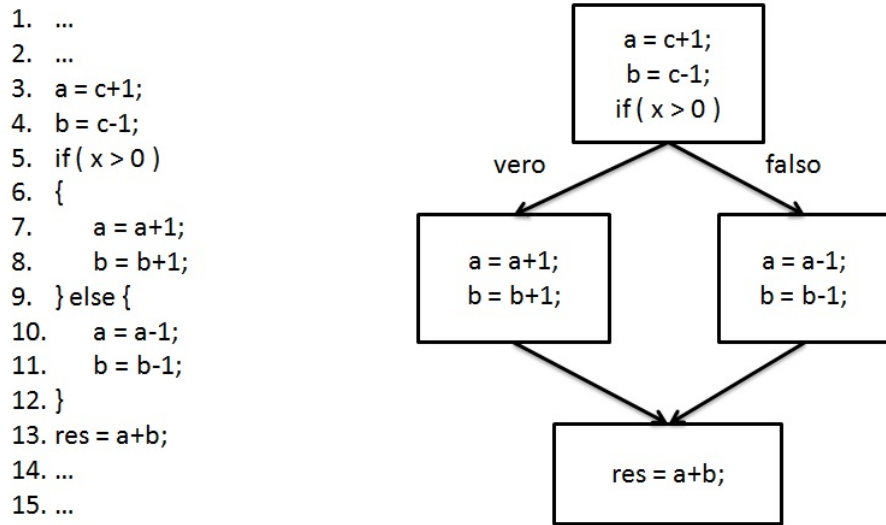 1. ...
2. ...
3. a = c+1;
4. b = c-1;
5. if ( x > 0 )
6. {
7. a = a+1;
8. b = b+1;
9. } else {
10. a = a-1;
11. b = b-1;
12. }
13. res = a+b;
14. ...
15. ...
a = c+1;
b = c-1;
if ( x > 0 )
vero
falso
a = a+1;
b = b+1;
a = a-1;
b = b-1;
res = a+b;